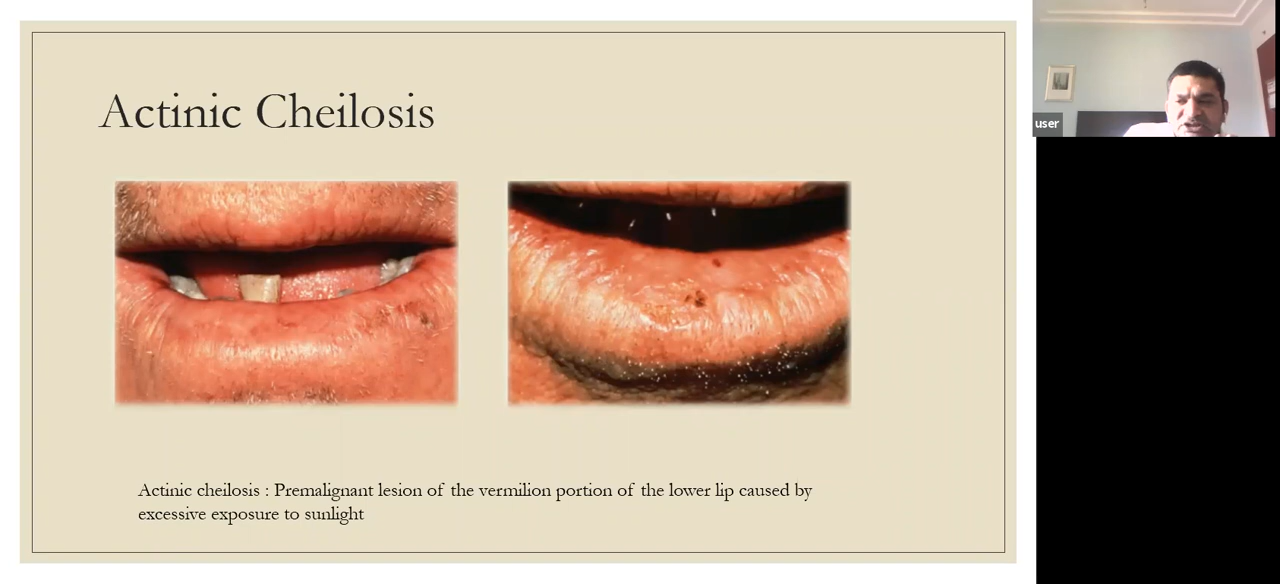 Actinic Cheilosis
Actinic cheilosis : Premalignant lesion of the vermilion portion of the lower lip caused by
excessive exposure to sunlight
user